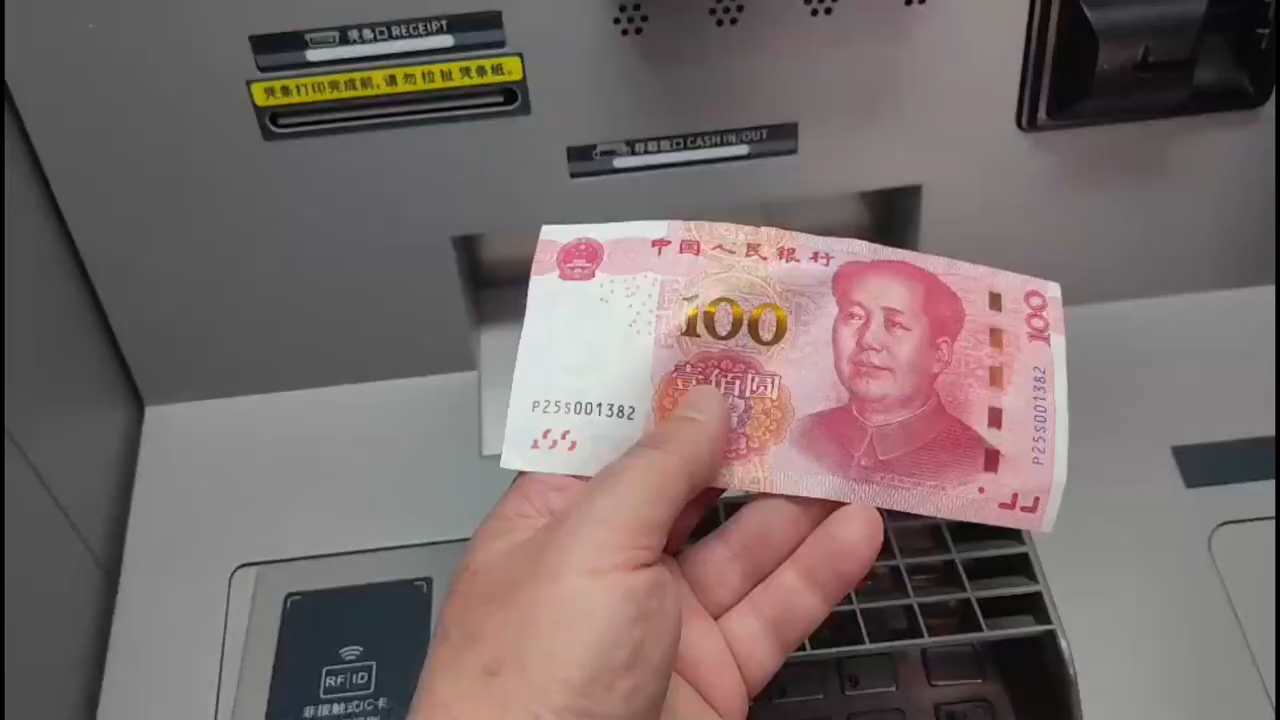 凭条口 RECEIPT
凭条打印完成前,请勿拉扯凭条纸。
存取款口 CASH IN/OUT
中国人民银行
100
100
壹佰圆
P25S001382
P25S001382
RFID
非接触式IC卡